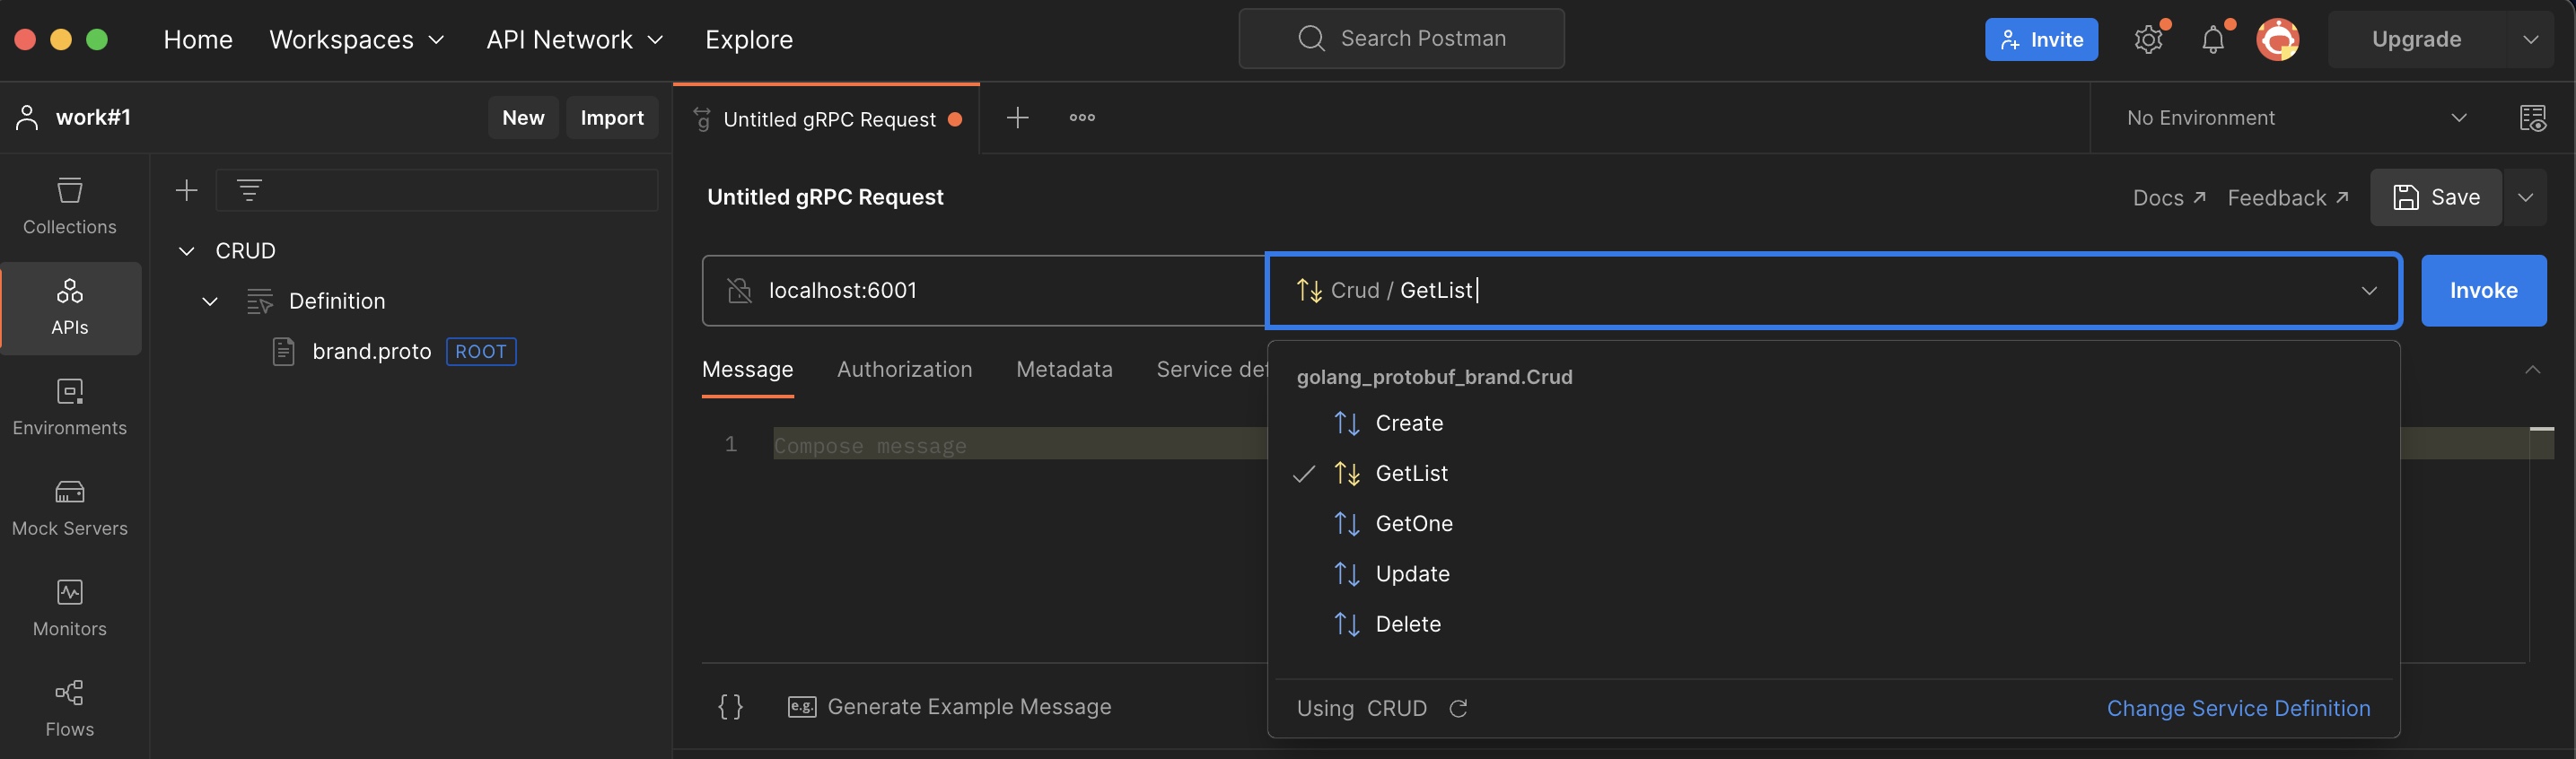 Home Workspaces API Network Explore Search Postman Invite Upgrade
work#1 New Import Untitled gRPC Request No Environment
Collections
APIs
Environments
Mock Servers
Monitors
Flows
CRUD
Definition
brand.proto ROOT
Untitled gRPC Request Docs Feedback Save
localhost:6001 Crud / GetList Invoke
Message Authorization Metadata Service def
1 Compose message
golang_protobuf_brand.Crud
Create
GetList
GetOne
Update
Delete
Using CRUD Change Service Definition
{} e.g. Generate Example Message